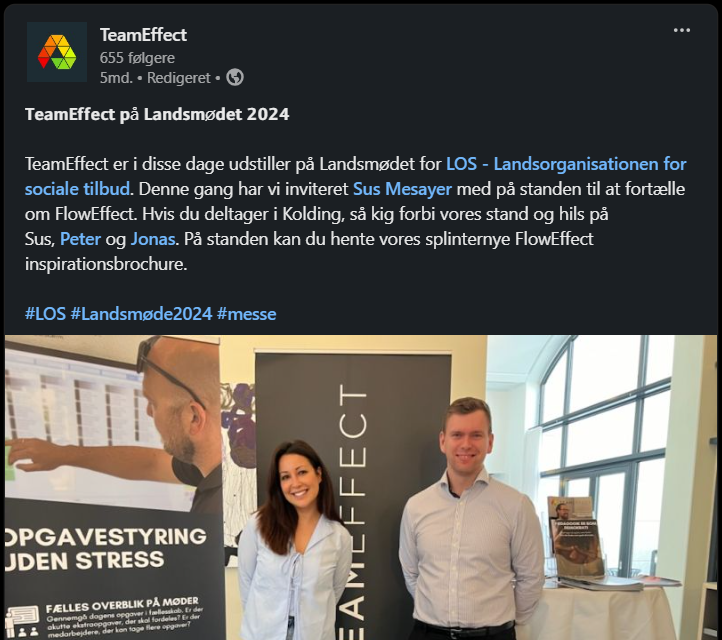 TeamEffect
655 følgere
5md. • Redigeret •
TeamEffect på Landsmødet 2024
TeamEffect er i disse dage udstiller på Landsmødet for LOS - Landsorganisationen for
sociale tilbud. Denne gang har vi inviteret Sus Mesayer med på standen til at fortælle
om FlowEffect. Hvis du deltager i Kolding, så kig forbi vores stand og hils på
Sus, Peter og Jonas. På standen kan du hente vores splinternye FlowEffect
inspirationsbrochure.
#LOS #Landsmøde2024 #messe
OPGAVESTYRING
UDEN STRESS
FÆLLES OVERBLIK PÅ MØDER
Gennemgå dagens opgaver i fællesskab. Er der
akutte ekstraopgaver, der skal fordeles? Er der
medarbejdere, der kan tage flere opgaver?
EAMEFFECT